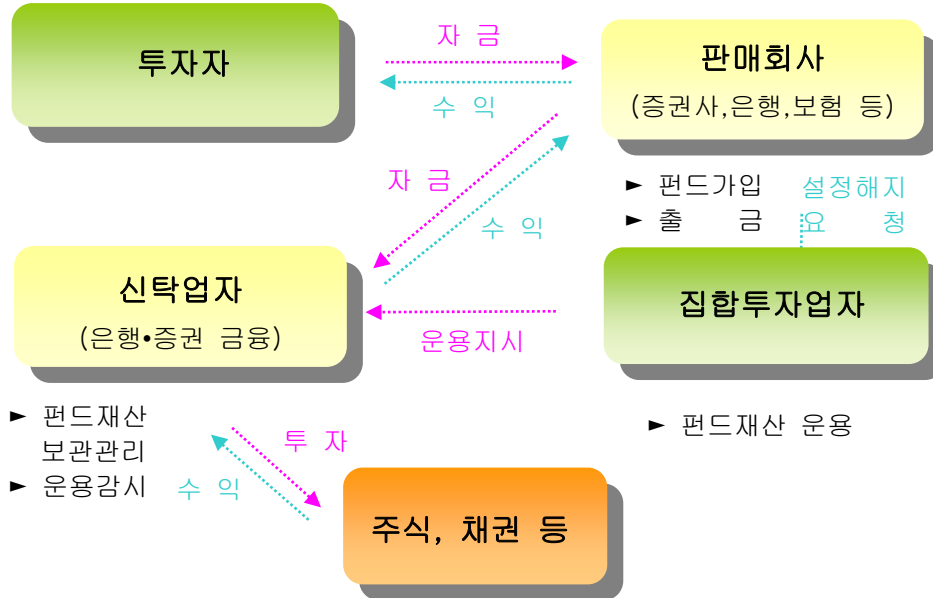 투자자
자 금
수 익
판매회사
(증권사,은행,보험 등)
► 펀드가입
► 출 금
설정해지
요 청
자 금
수 익
신탁업자
(은행•증권 금융)
운용지시
집합투자업자
► 펀드재산
보관관리
► 운용감시
► 펀드재산 운용
투 자
수 익
주식, 채권 등